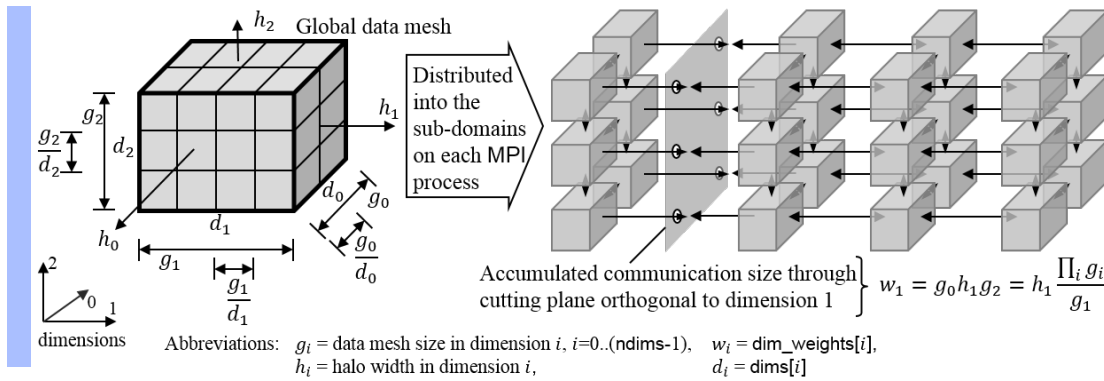 h₂
Global data mesh
g₂
g₂/d₂
d₂
h₁
h₀
d₁
d₀
g₀
g₀/d₀
g₁
g₁/d₁
2
0
1
dimensions
Distributed
into the
sub-domains
on each MPI
process
Accumulated communication size through
cutting plane orthogonal to dimension 1
w₁ = g₀h₁g₂ = h₁ ∏ᵢ gᵢ/g₁
Abbreviations: gᵢ = data mesh size in dimension i, i=0..(ndims-1), wᵢ = dim_weights[i],
hᵢ = halo width in dimension i, dᵢ = dims[i]